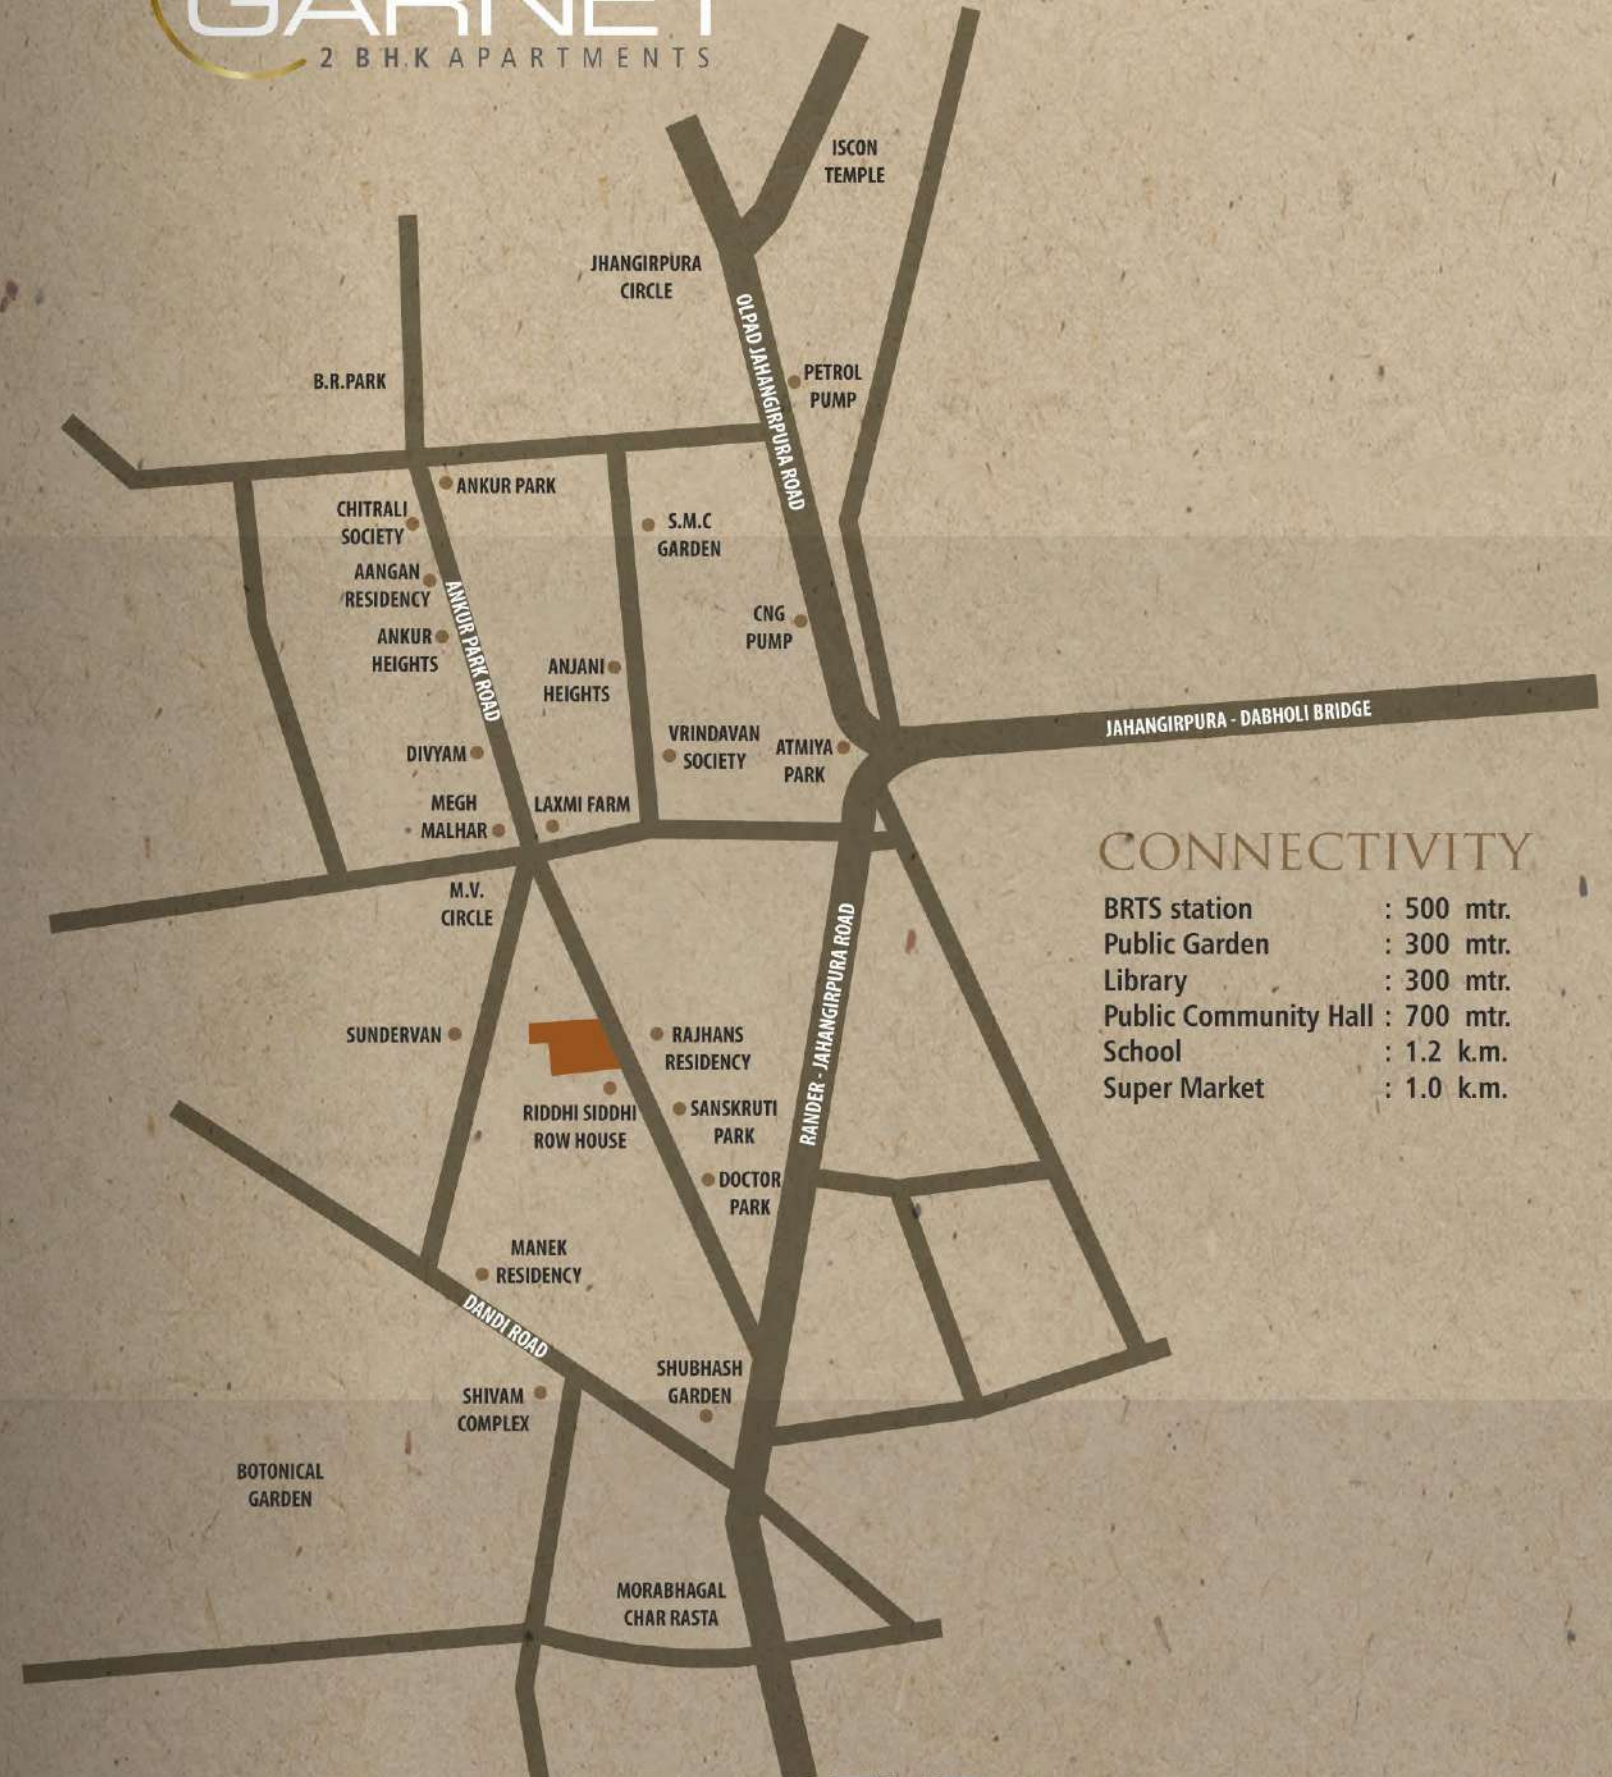 GARNET
2 BHK APARTMENTS
ISCON
TEMPLE
JHANGIRPURA
CIRCLE
OLPAD JAHANGIRPURA ROAD
PETROL
PUMP
B.R.PARK
ANKUR PARK
CHITRALI
SOCIETY
S.M.C
GARDEN
AANGAN
RESIDENCY
ANKUR PARK ROAD
CNG
PUMP
ANKUR
HEIGHTS
ANJANI
HEIGHTS
JAHANGIRPURA - DABHOLI BRIDGE
VRINDAVAN
SOCIETY
ATMIYA
PARK
DIVYAM
MEGH
MALHAR
LAXMI FARM
M.V.
CIRCLE
CONNECTIVITY
BRTS station : 500 mtr.
Public Garden : 300 mtr.
Library : 300 mtr.
Public Community Hall : 700 mtr.
School : 1.2 k.m.
Super Market : 1.0 k.m.
RANDER - JAHANGIRPURA ROAD
SUNDERVAN
RAJHANS
RESIDENCY
RIDDHI SIDDHI
ROW HOUSE
SANSKRUTI
PARK
DOCTOR
PARK
MANEK
RESIDENCY
DANDI ROAD
SHUBHASH
GARDEN
SHIVAM
COMPLEX
BOTONICAL
GARDEN
MORABHAGAL
CHAR RASTA